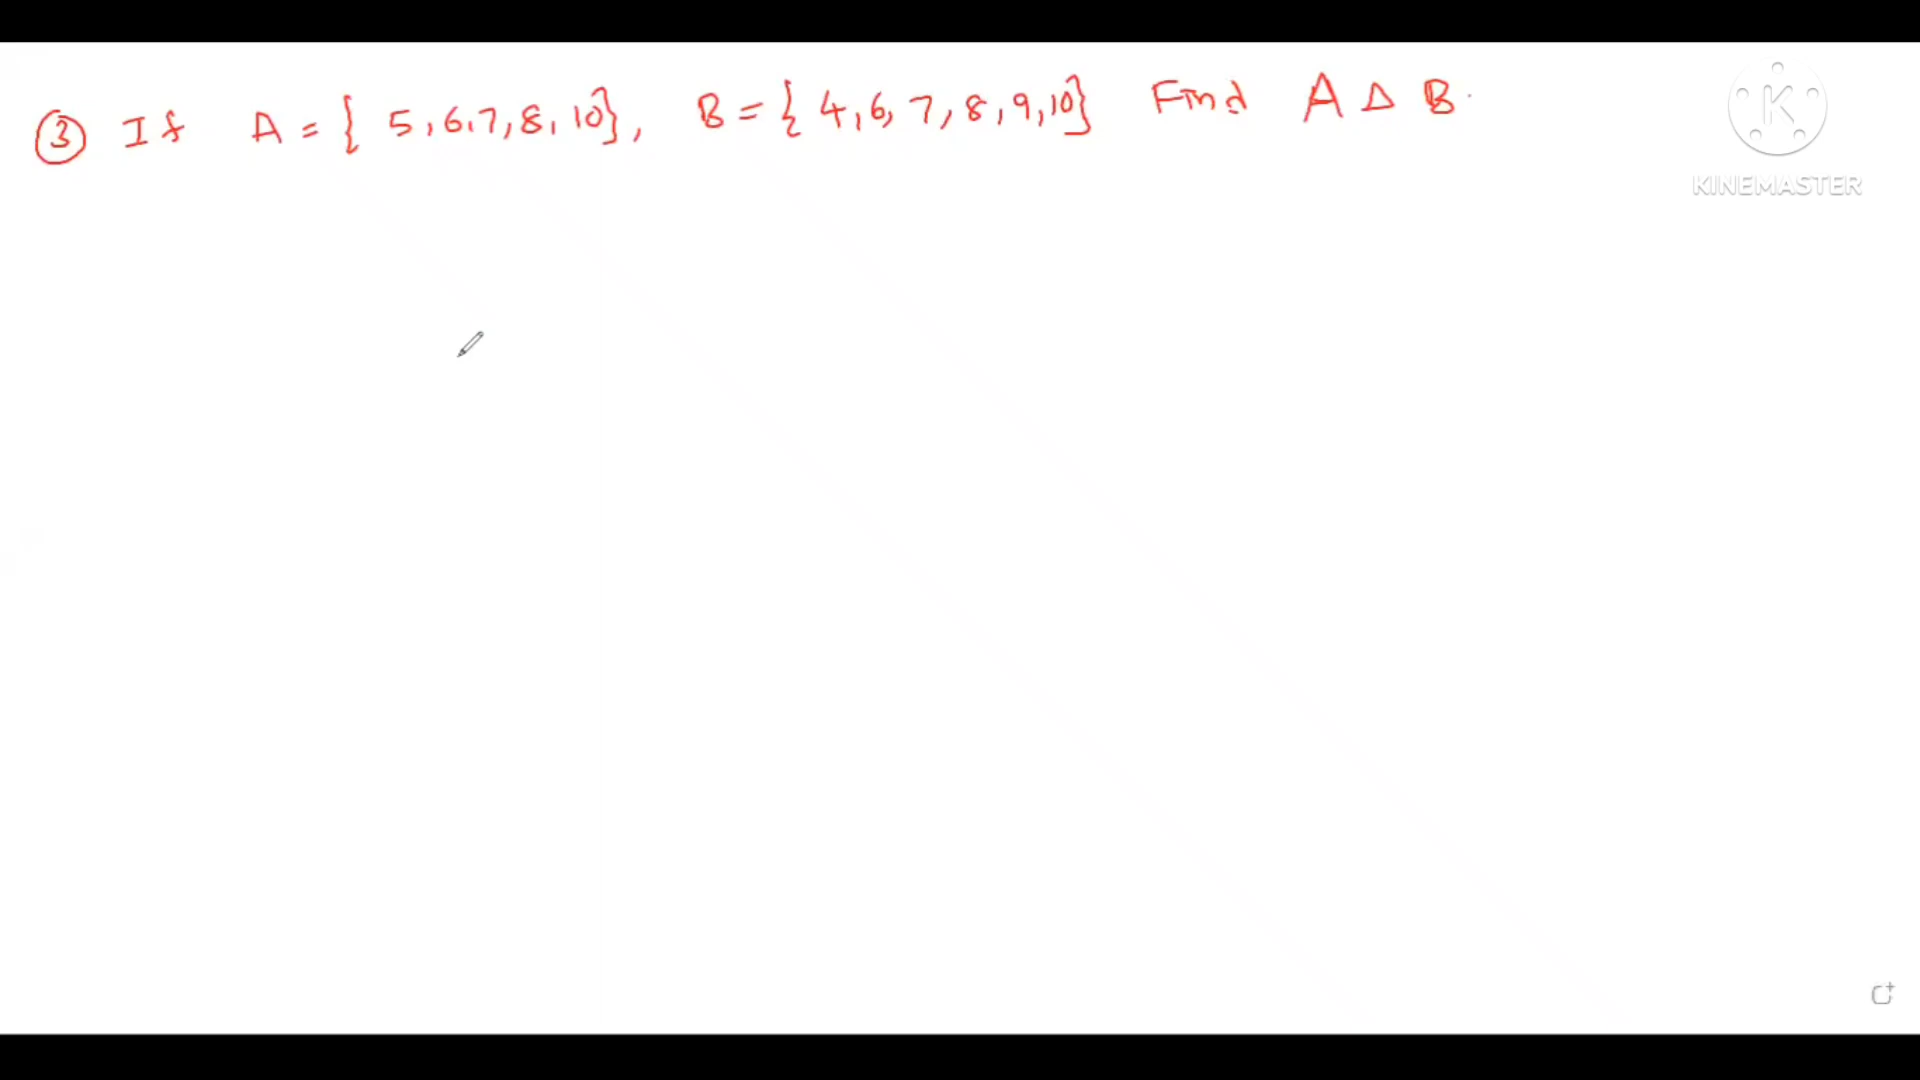 ③ If A = { 5, 6, 7, 8, 10}, B = { 4, 6, 7, 8, 9, 10} Find A Δ B.
KINEMASTER